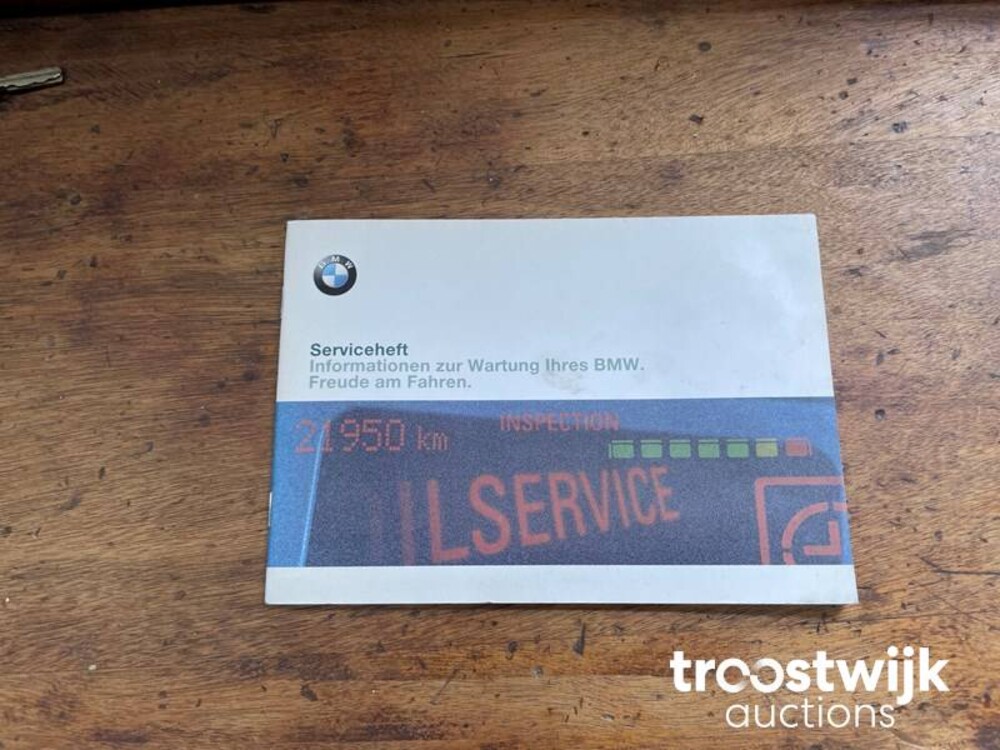 BMW
Serviceheft
Informationen zur Wartung Ihres BMW.
Freude am Fahren.
21950 km
INSPECTION
LSERVICE
troostwijk
auctions